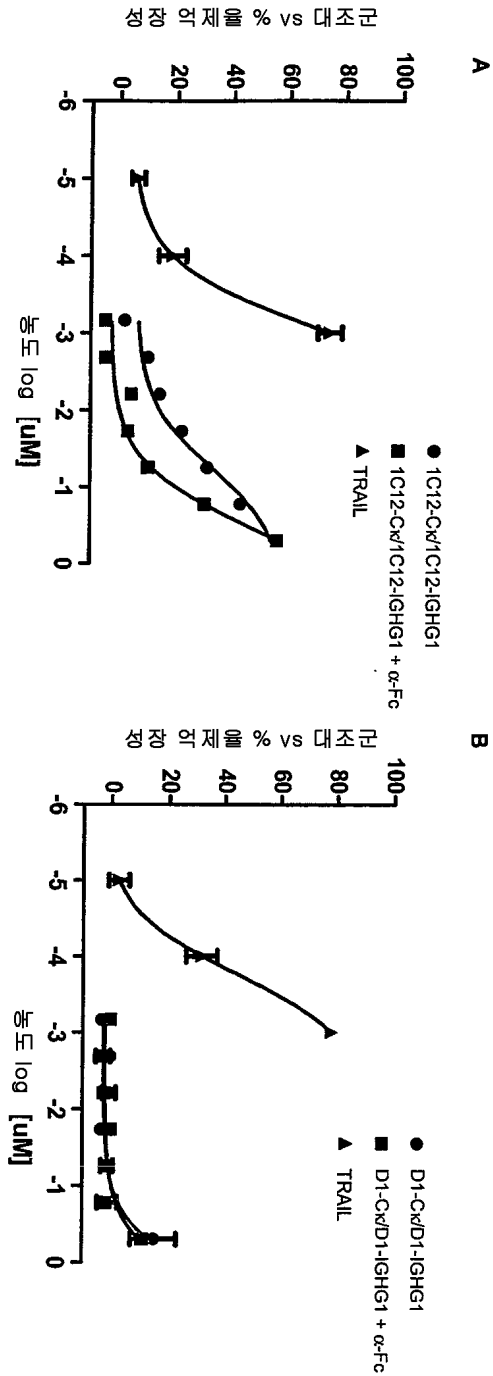 A
성장 억제율 % vs 대조군
100
80
60
40
20
0
-6
-5
-4
-3
-2
-1
0
농도 log [uM]
● 1C12-Cκ/1C12-IGHG1
■ 1C12-Cκ/1C12-IGHG1 + α-Fc
▲ TRAIL
B
성장 억제율 % vs 대조군
100
80
60
40
20
0
-6
-5
-4
-3
-2
-1
0
농도 log [uM]
● D1-Cκ/D1-IGHG1
■ D1-Cκ/D1-IGHG1 + α-Fc
▲ TRAIL